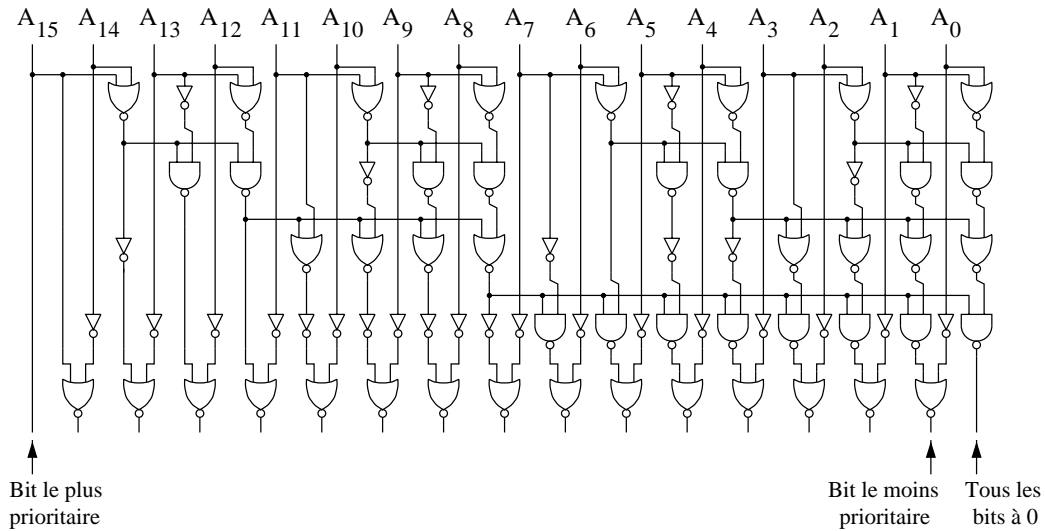 A15 A14 A13 A12 A11 A10 A9 A8 A7 A6 A5 A4 A3 A2 A1 A0
Bit le plus
prioritaire
Bit le moins
prioritaire
Tous les
bits à 0